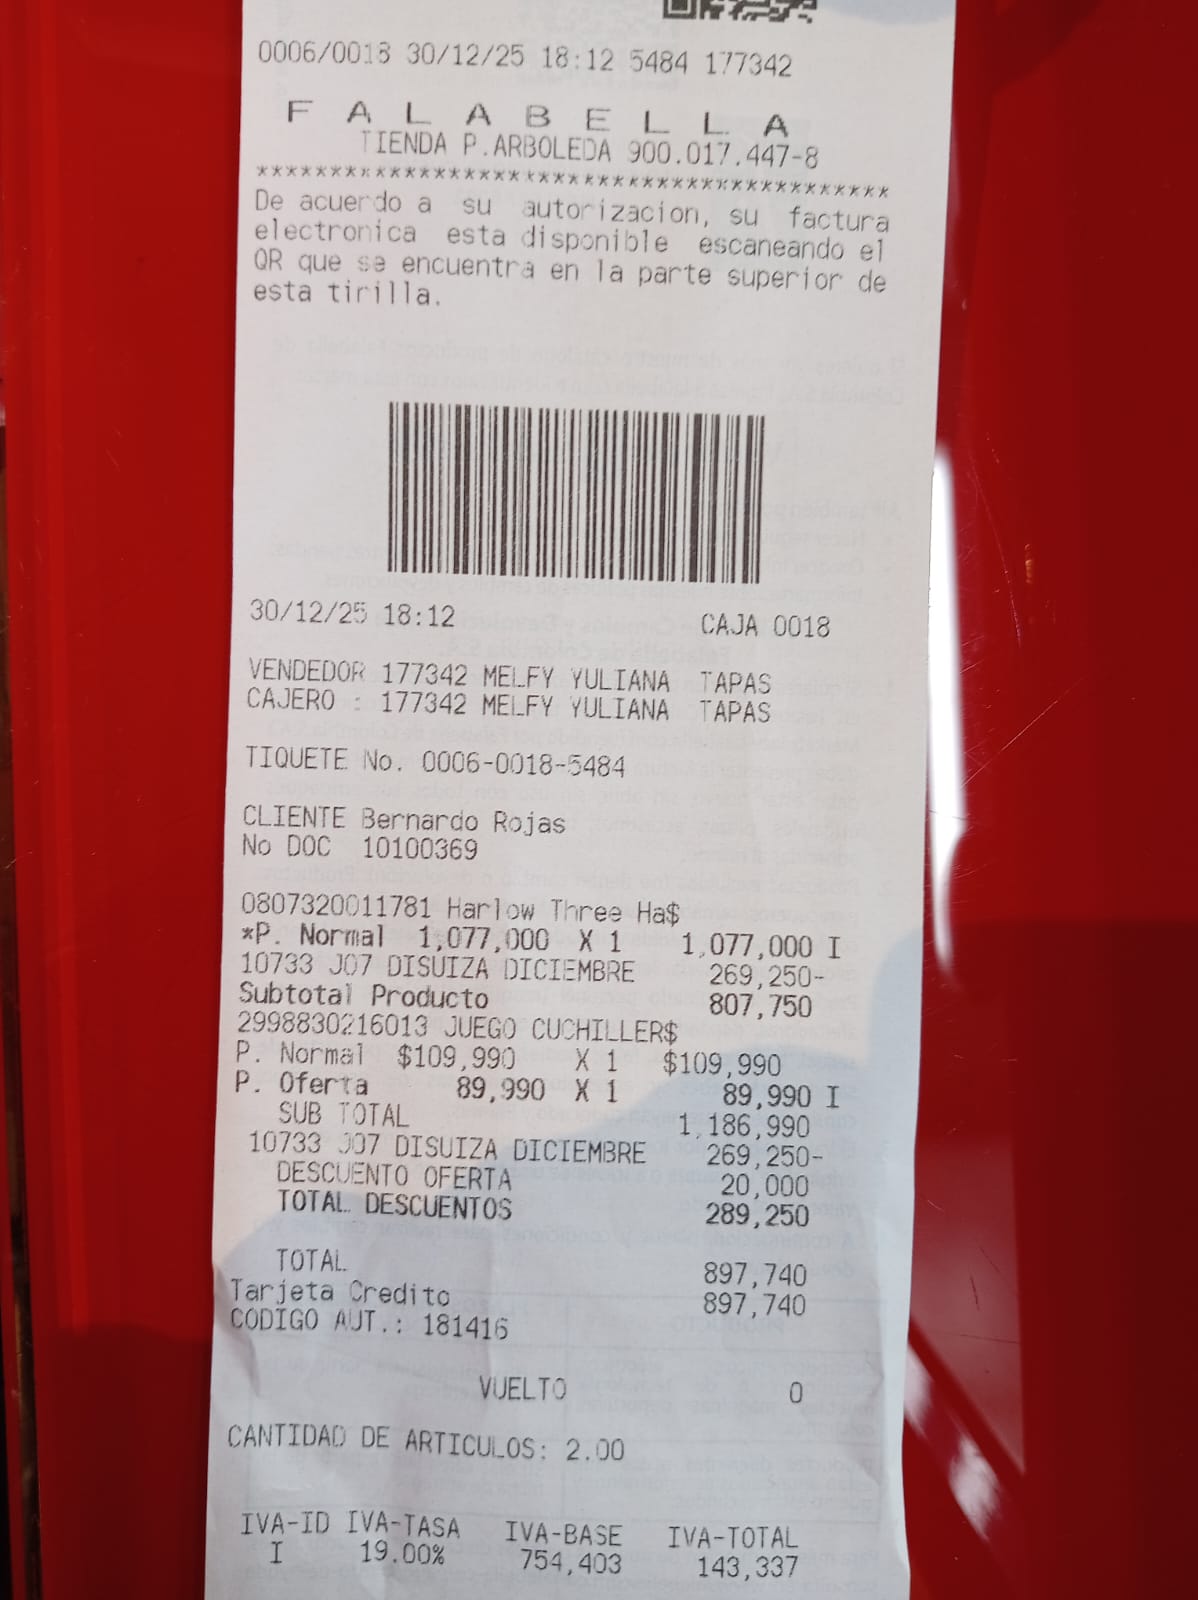 0006/0018 30/12/25 18:12 5484 177342
F A L A B E L L A
TIENDA P.ARBOLEDA 900.017.447-8
*******************************************
De acuerdo a su autorizacion, su factura
electronica esta disponible escaneando el
QR que se encuentra en la parte superior de
esta tirilla.
30/12/25 18:12 CAJA 0018
VENDEDOR 177342 MELFY YULIANA TAPAS
CAJERO : 177342 MELFY YULIANA TAPAS
TIQUETE No. 0006-0018-5484
CLIENTE Bernardo Rojas
No DOC 10100369
0807320011781 Harlow Three Ha$
*P. Normal 1,077,000 X 1 1,077,000 I
10733 J07 DISUIZA DICIEMBRE 269,250-
Subtotal Producto 807,750
2998830216013 JUEGO CUCHILLER$
P. Normal $109,990 X 1 $109,990
P. Oferta 89,990 X 1 89,990 I
SUB TOTAL 1,186,990
10733 J07 DISUIZA DICIEMBRE 269,250-
DESCUENTO OFERTA 20,000
TOTAL DESCUENTOS 289,250
TOTAL 897,740
Tarjeta Credito 897,740
CODIGO AUT.: 181416
VUELTO 0
CANTIDAD DE ARTICULOS: 2.00
IVA-ID IVA-TASA IVA-BASE IVA-TOTAL
I 19.00% 754,403 143,337